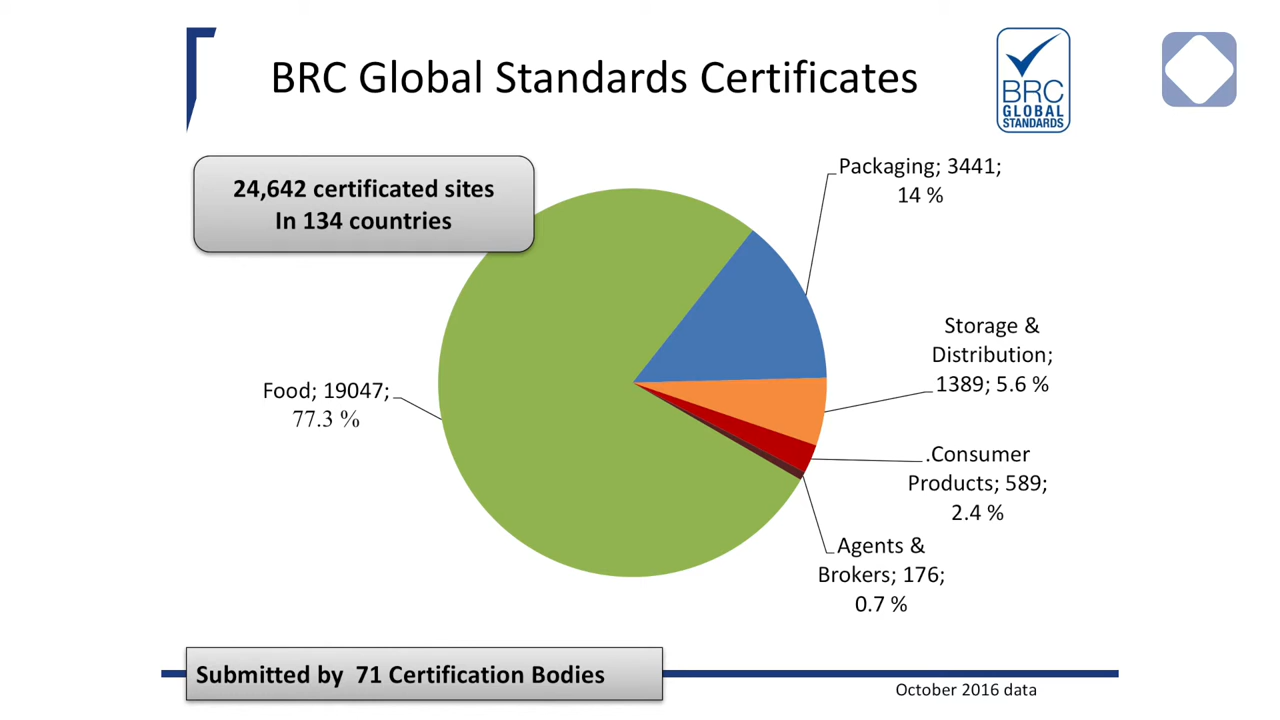 BRC Global Standards Certificates
BRC
GLOBAL
STANDARDS
24,642 certificated sites
In 134 countries
Packaging; 3441;
14 %
Storage &
Distribution;
1389; 5.6 %
Food; 19047;
77.3 %
.Consumer
Products; 589;
2.4 %
Agents &
Brokers; 176;
0.7 %
Submitted by  71 Certification Bodies
October 2016 data